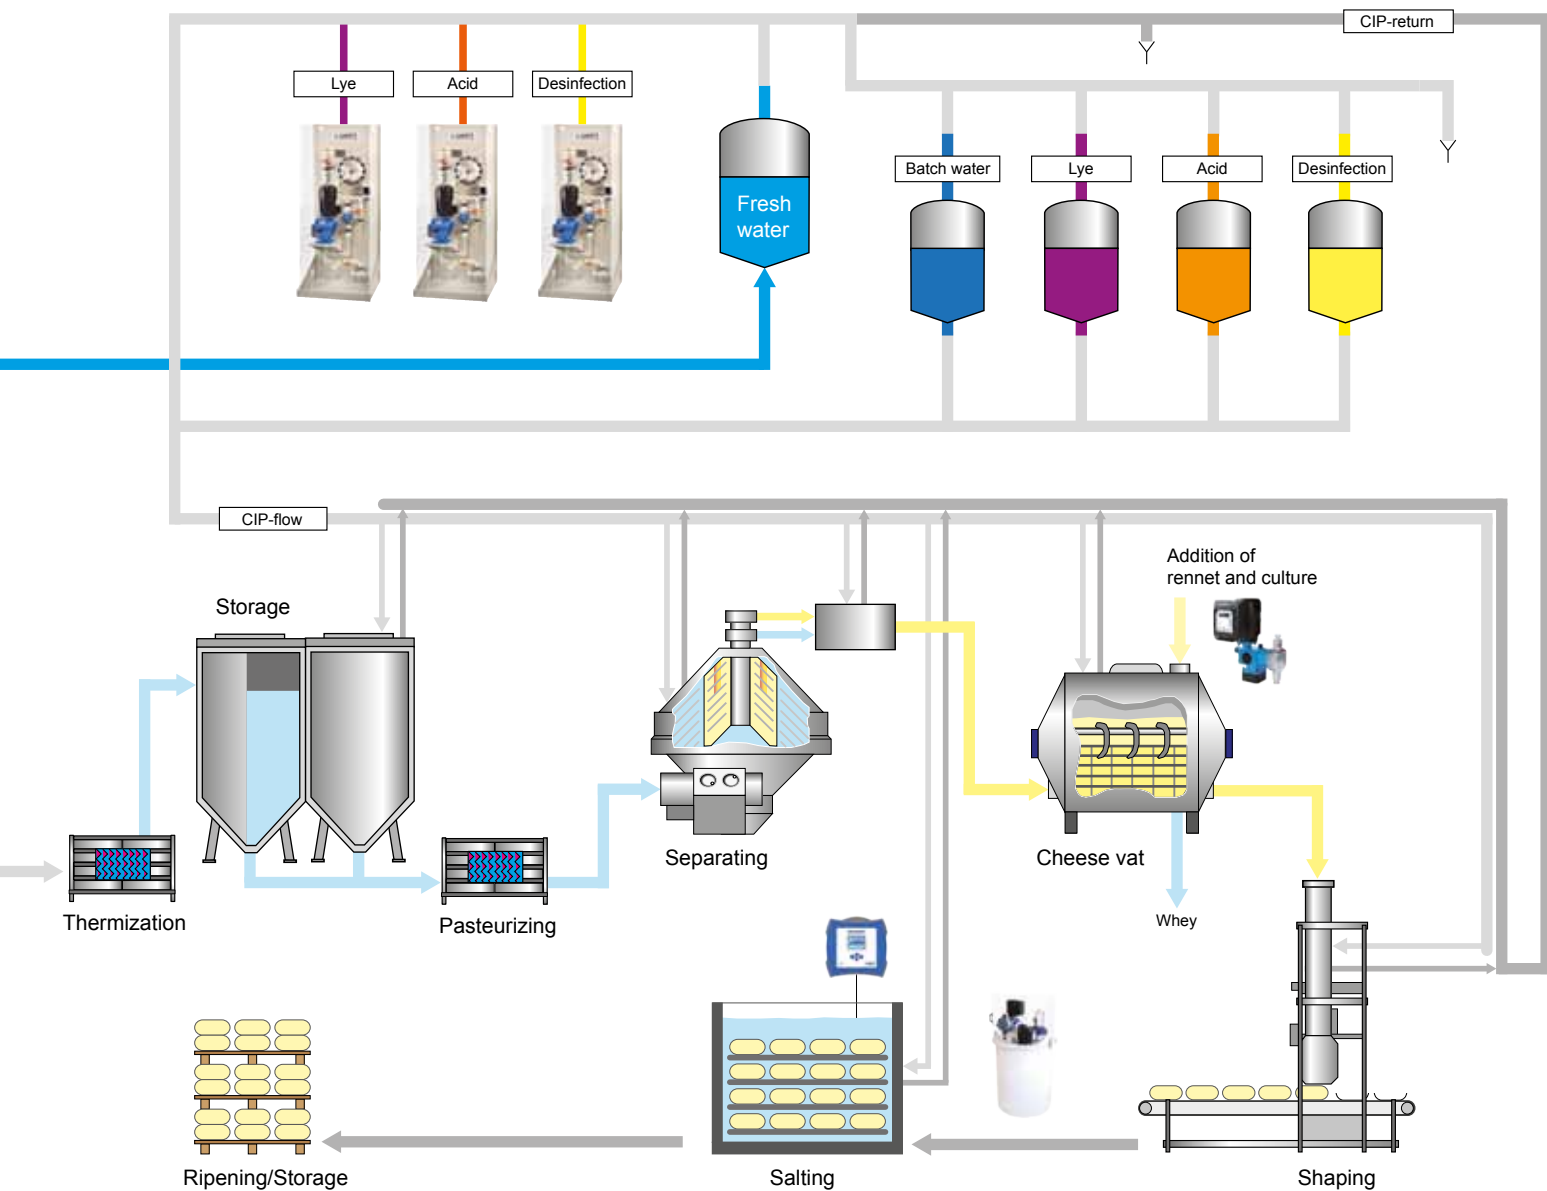 CIP-return
Lye
Acid
Desinfection
Fresh
water
Batch water
Lye
Acid
Desinfection
CIP-flow
Addition of
rennet and culture
Storage
Separating
Cheese vat
Thermization
Pasteurizing
Whey
Ripening/Storage
Salting
Shaping